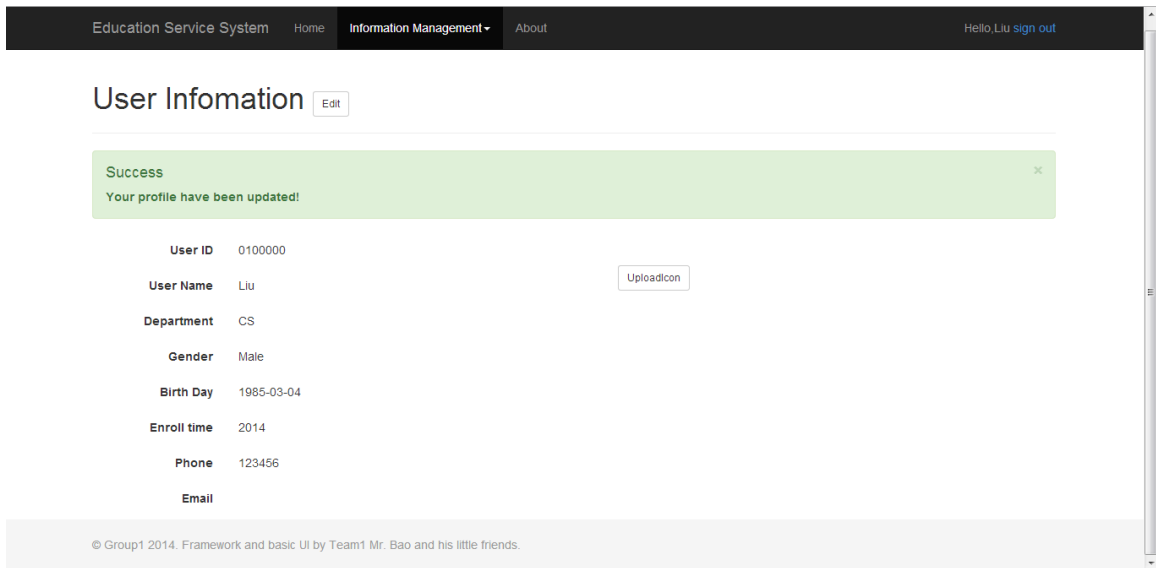 Education Service System Home Information Management About Hello,Liu sign out
User Infomation Edit
Success ×
Your profile have been updated!
User ID 0100000
UploadIcon
User Name Liu
Department CS
Gender Male
Birth Day 1985-03-04
Enroll time 2014
Phone 123456
Email
© Group1 2014. Framework and basic UI by Team1 Mr. Bao and his little friends.